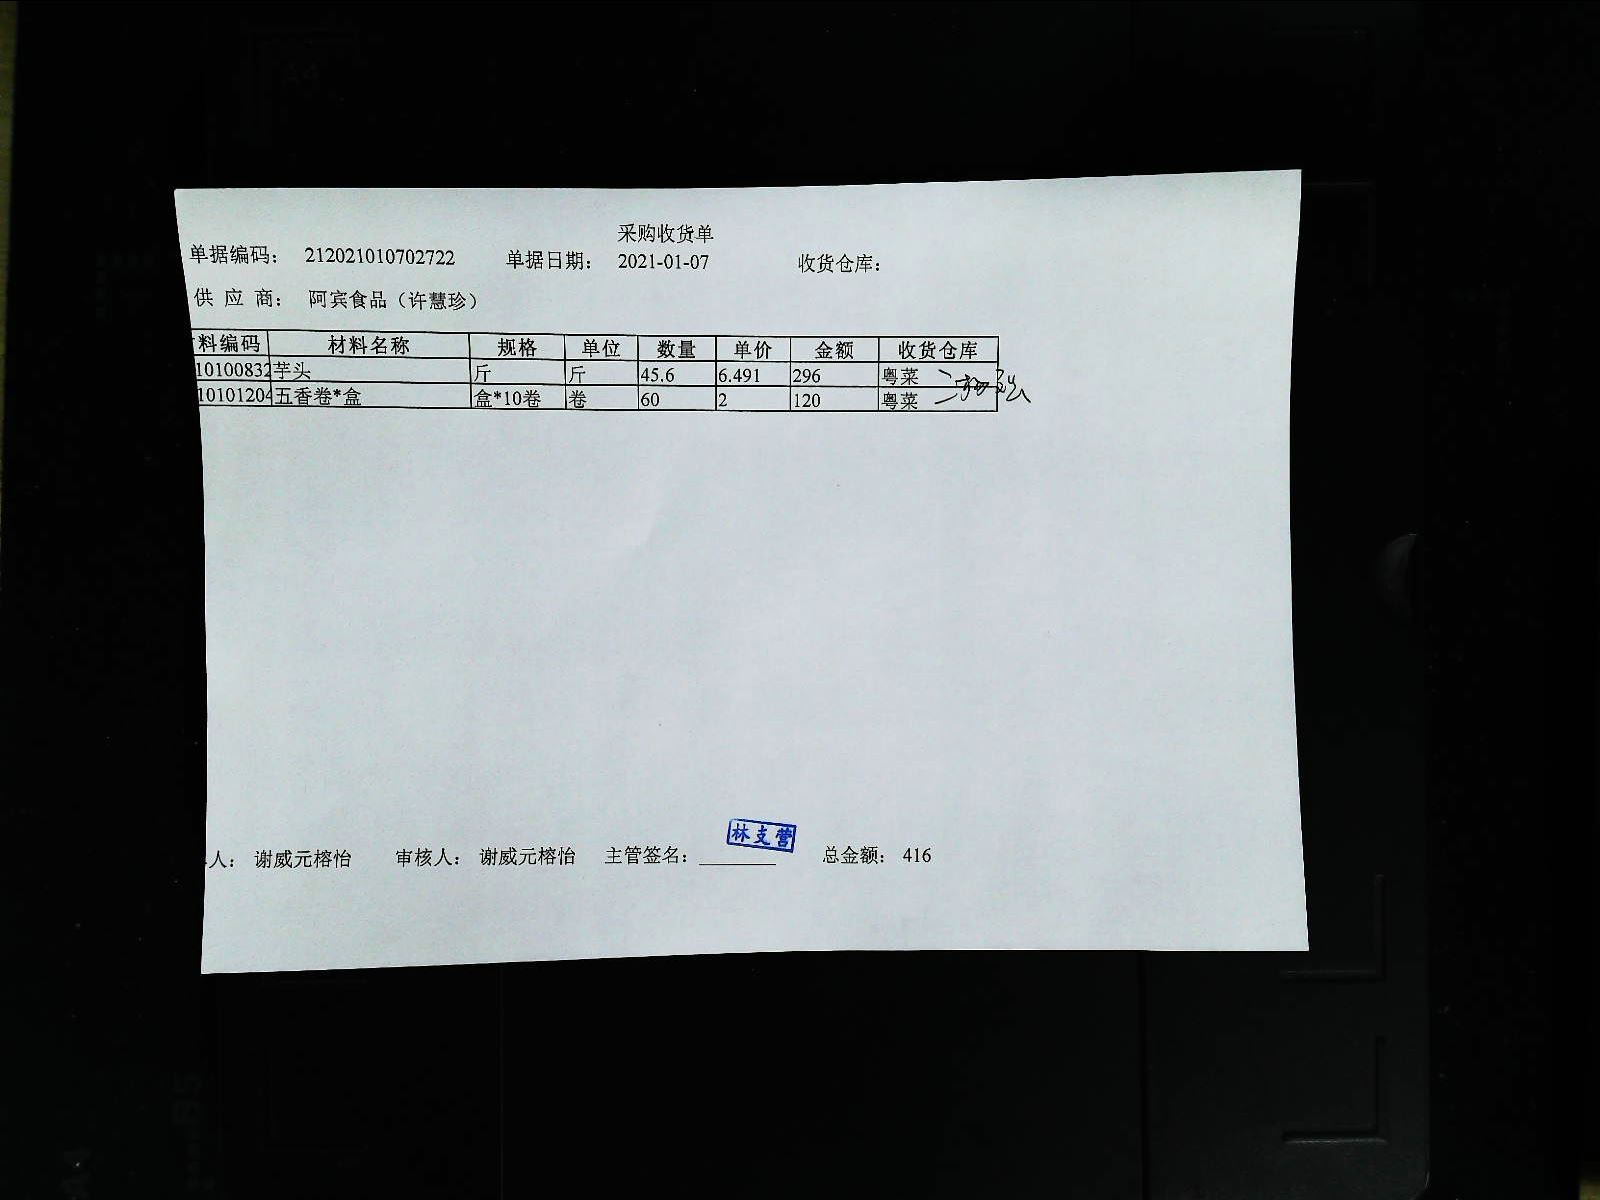 采购收货单
单据编码: 212021010702722 单据日期: 2021-01-07 收货仓库:
供 应 商: 阿宾食品（许慧珍）
料编码 材料名称 规格 单位 数量 单价 金额 收货仓库
10100832 芋头 斤 斤 45.6 6.491 296 粤菜
10101204 五香卷*盒 盒*10卷 卷 60 2 120 粤菜
林支营
人: 谢威元榕怡 审核人: 谢威元榕怡 主管签名: 总金额: 416